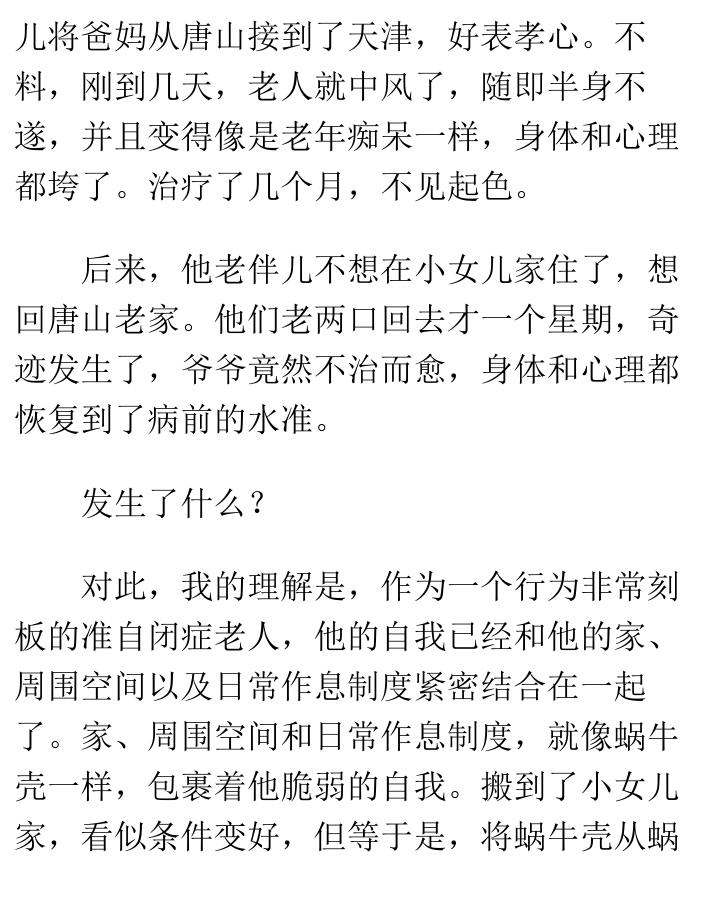 儿将爸妈从唐山接到了天津，好表孝心。不
料，刚到几天，老人就中风了，随即半身不
遂，并且变得像是老年痴呆一样，身体和心理
都垮了。治疗了几个月，不见起色。
后来，他老伴儿不想在小女儿家住了，想
回唐山老家。他们老两口回去才一个星期，奇
迹发生了，爷爷竟然不治而愈，身体和心理都
恢复到了病前的水准。
发生了什么？
对此，我的理解是，作为一个行为非常刻
板的准自闭症老人，他的自我已经和他的家、
周围空间以及日常作息制度紧密结合在一起
了。家、周围空间和日常作息制度，就像蜗牛
壳一样，包裹着他脆弱的自我。搬到了小女儿
家，看似条件变好，但等于是，将蜗牛壳从蜗